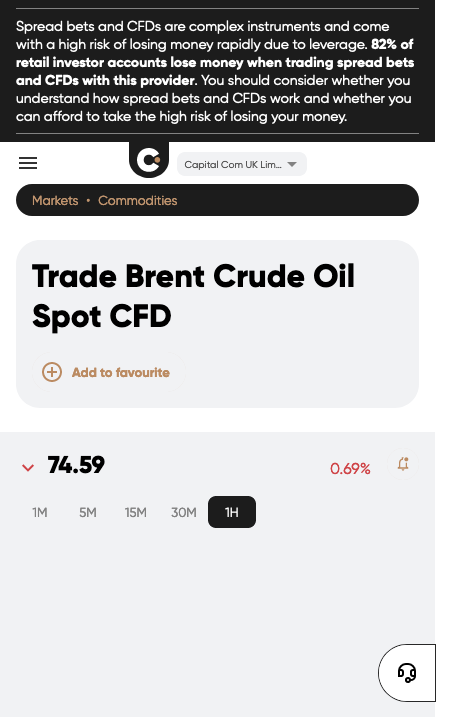 Spread bets and CFDs are complex instruments and come
with a high risk of losing money rapidly due to leverage. 82% of
retail investor accounts lose money when trading spread bets
and CFDs with this provider. You should consider whether you
understand how spread bets and CFDs work and whether you
can afford to take the high risk of losing your money.
Capital Com UK Lim...
Markets • Commodities
Trade Brent Crude Oil
Spot CFD
Add to favourite
74.59 0.69%
1M 5M 15M 30M 1H